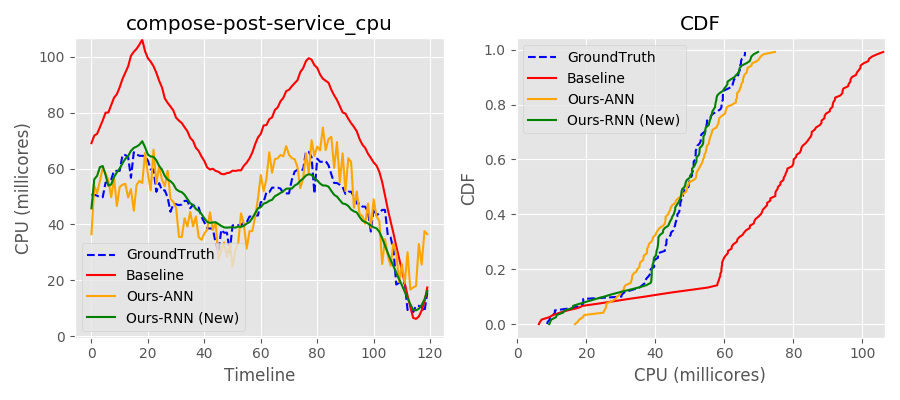 compose-post-service_cpu
CPU (millicores)
100
80
60
40
20
0
GroundTruth
Baseline
Ours-ANN
Ours-RNN (New)
0 20 40 60 80 100 120
Timeline
CDF
CDF
1.0
0.8
0.6
0.4
0.2
0.0
GroundTruth
Baseline
Ours-ANN
Ours-RNN (New)
0 20 40 60 80 100
CPU (millicores)